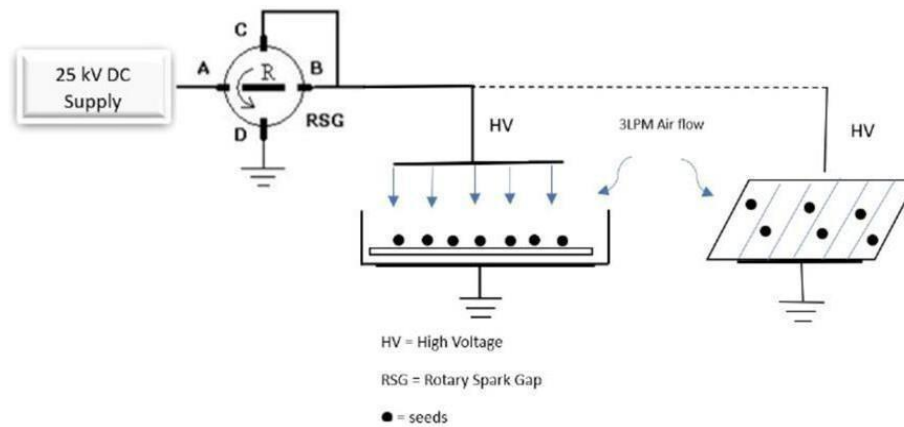 25 kV DC
Supply
C
A
R
B
D
RSG
HV
3LPM Air flow
HV
HV = High Voltage
RSG = Rotary Spark Gap
= seeds